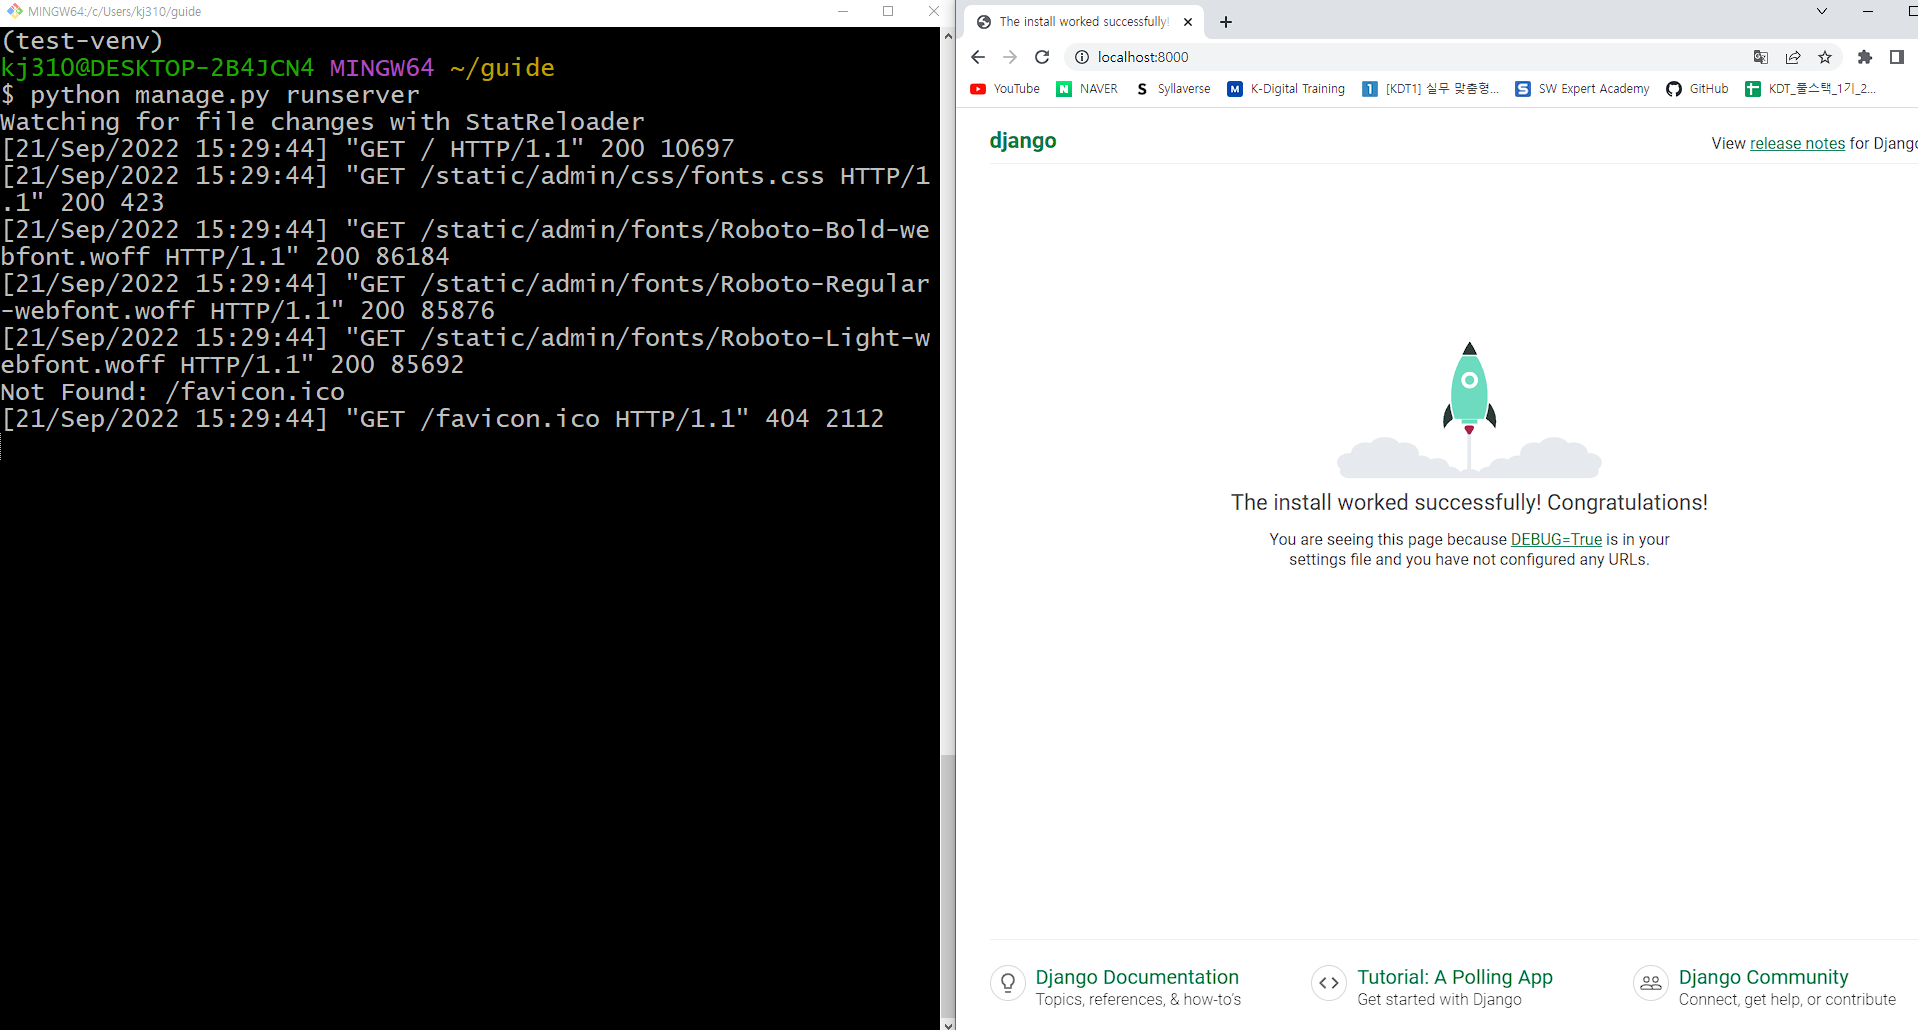 MINGW64:/c/Users/kj310/guide
(test-venv)
kj310@DESKTOP-2B4JCN4 MINGW64 ~/guide
$ python manage.py runserver
Watching for file changes with StatReloader
[21/Sep/2022 15:29:44] "GET / HTTP/1.1" 200 10697
[21/Sep/2022 15:29:44] "GET /static/admin/css/fonts.css HTTP/1
.1" 200 423
[21/Sep/2022 15:29:44] "GET /static/admin/fonts/Roboto-Bold-we
bfont.woff HTTP/1.1" 200 86184
[21/Sep/2022 15:29:44] "GET /static/admin/fonts/Roboto-Regular
-webfont.woff HTTP/1.1" 200 85876
[21/Sep/2022 15:29:44] "GET /static/admin/fonts/Roboto-Light-w
ebfont.woff HTTP/1.1" 200 85692
Not Found: /favicon.ico
[21/Sep/2022 15:29:44] "GET /favicon.ico HTTP/1.1" 404 2112
The install worked successfully!
localhost:8000
YouTube N NAVER S Syllaverse M K-Digital Training 1 [KDT1] 실무 맞춤형... S SW Expert Academy GitHub KDT_풀스택_1기_2...
django
View release notes for Django
The install worked successfully! Congratulations!
You are seeing this page because DEBUG=True is in your
settings file and you have not configured any URLs.
Django Documentation
Topics, references, & how-to's
Tutorial: A Polling App
Get started with Django
Django Community
Connect, get help, or contribute